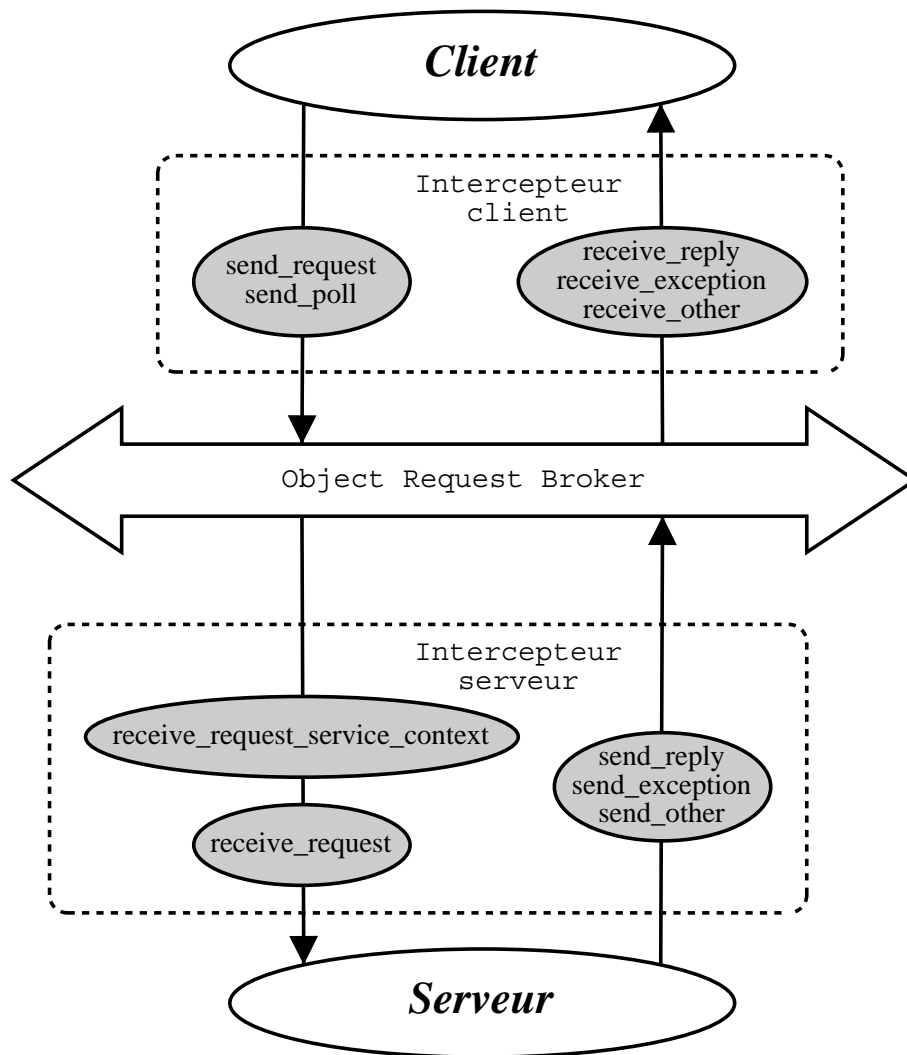 Client
Intercepteur
client
send_request
send_poll
receive_reply
receive_exception
receive_other
Object Request Broker
Intercepteur
serveur
receive_request_service_context
receive_request
send_reply
send_exception
send_other
Serveur